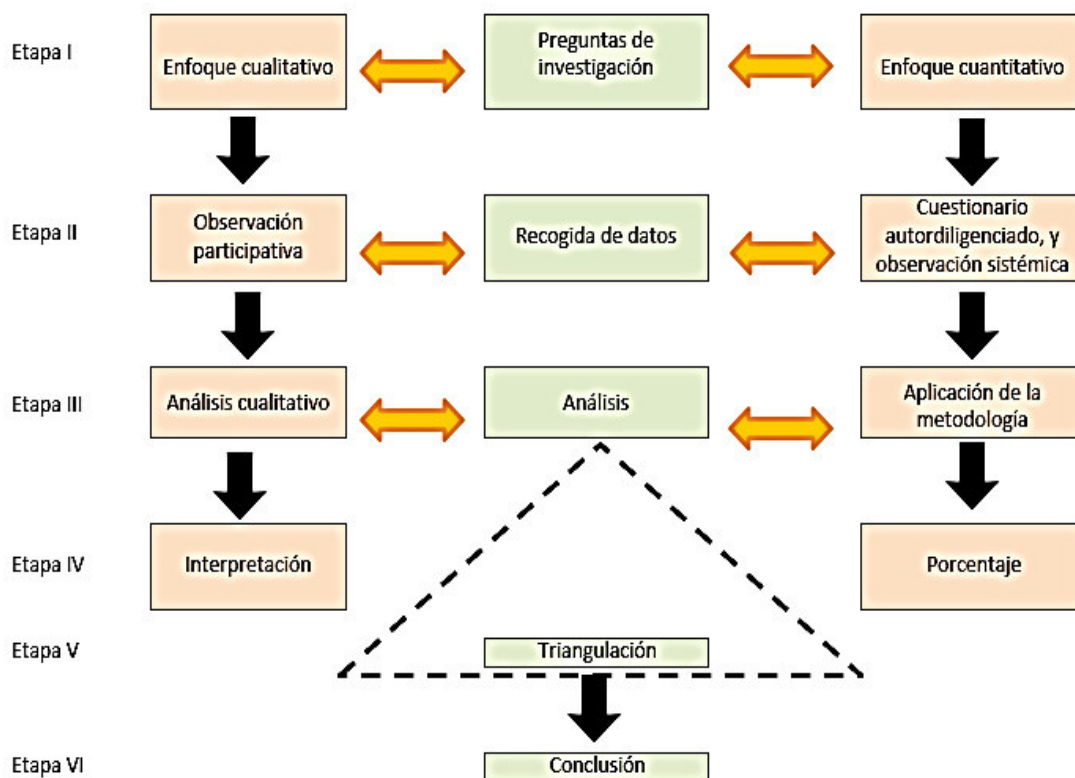 Etapa I
Enfoque cualitativo
Preguntas de
investigación
Enfoque cuantitativo
Etapa II
Observación
participativa
Recogida de datos
Cuestionario
autordiligenciado, y
observación sistémica
Etapa III
Análisis cualitativo
Análisis
Aplicación de la
metodología
Etapa IV
Interpretación
Porcentaje
Etapa V
Triangulación
Etapa VI
Conclusión